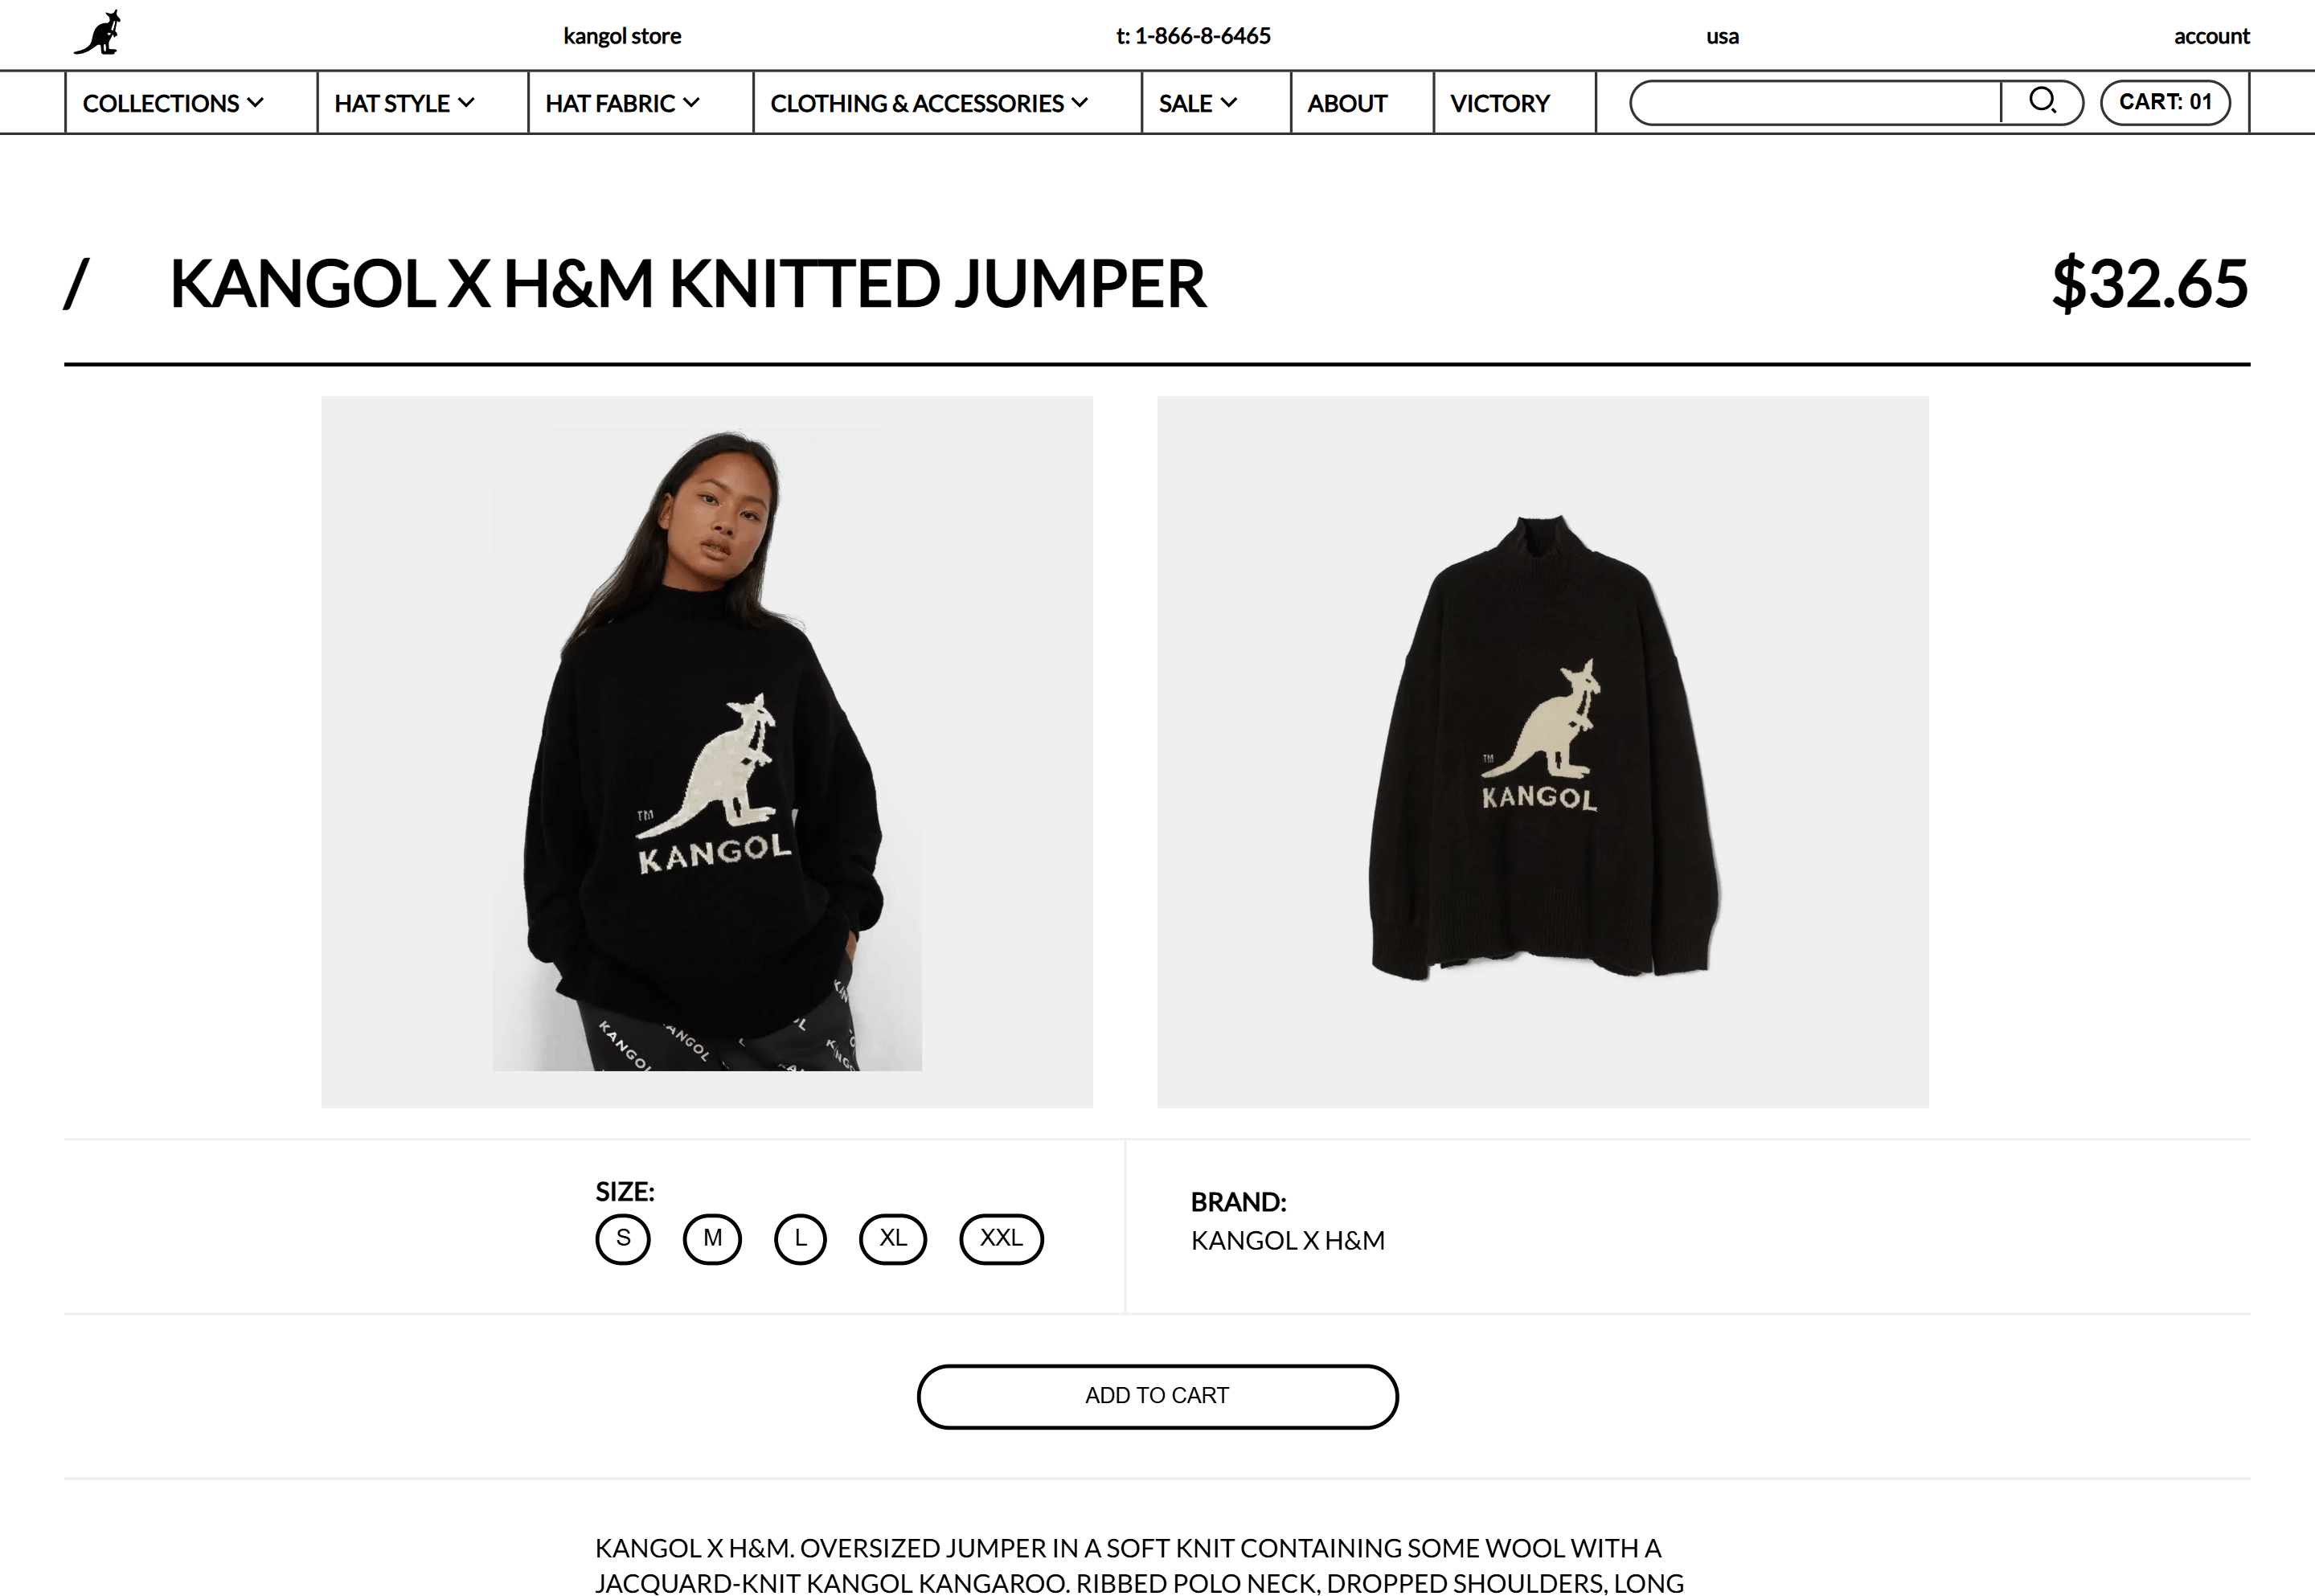 kangol store
t: 1-866-8-6465
usa
account
COLLECTIONS
HAT STYLE
HAT FABRIC
CLOTHING & ACCESSORIES
SALE
ABOUT
VICTORY
CART: 01
/ KANGOL X H&M KNITTED JUMPER
$32.65
TM
KANGOL
KANGOL
ANGOL
TM
KANGOL
SIZE:
S
M
L
XL
XXL
BRAND:
KANGOL X H&M
ADD TO CART
KANGOL X H&M. OVERSIZED JUMPER IN A SOFT KNIT CONTAINING SOME WOOL WITH A
JACQUARD-KNIT KANGOL KANGAROO. RIBBED POLO NECK, DROPPED SHOULDERS, LONG